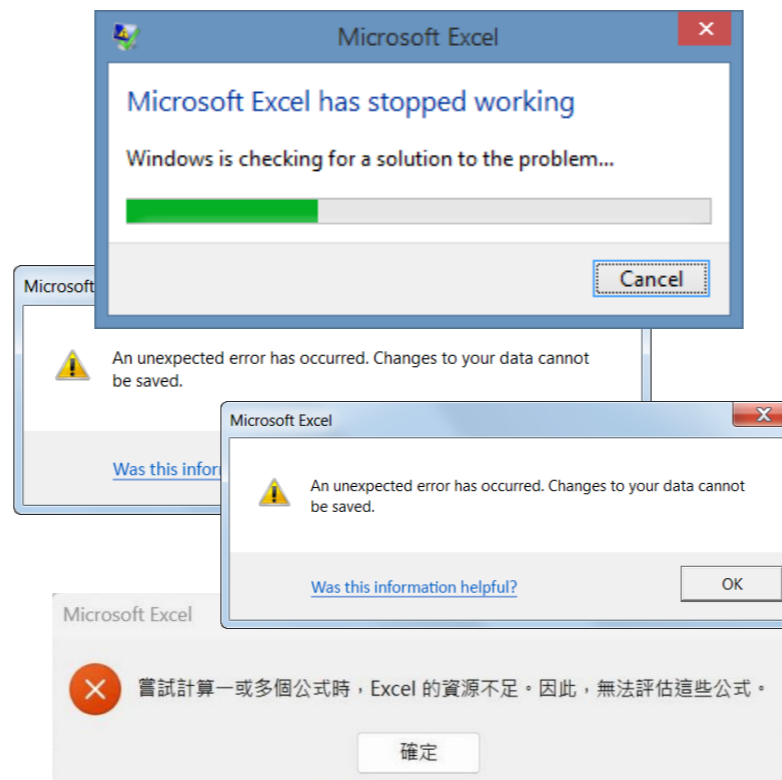 Microsoft Excel
Microsoft Excel has stopped working
Windows is checking for a solution to the problem...
Cancel
Microsoft
An unexpected error has occurred. Changes to your data cannot
be saved.
Was this
Microsoft Excel
An unexpected error has occurred. Changes to your data cannot
be saved.
Was this information helpful?
OK
Microsoft Excel
嘗試計算一或多個公式時，Excel 的資源不足。因此，無法評估這些公式。
確定